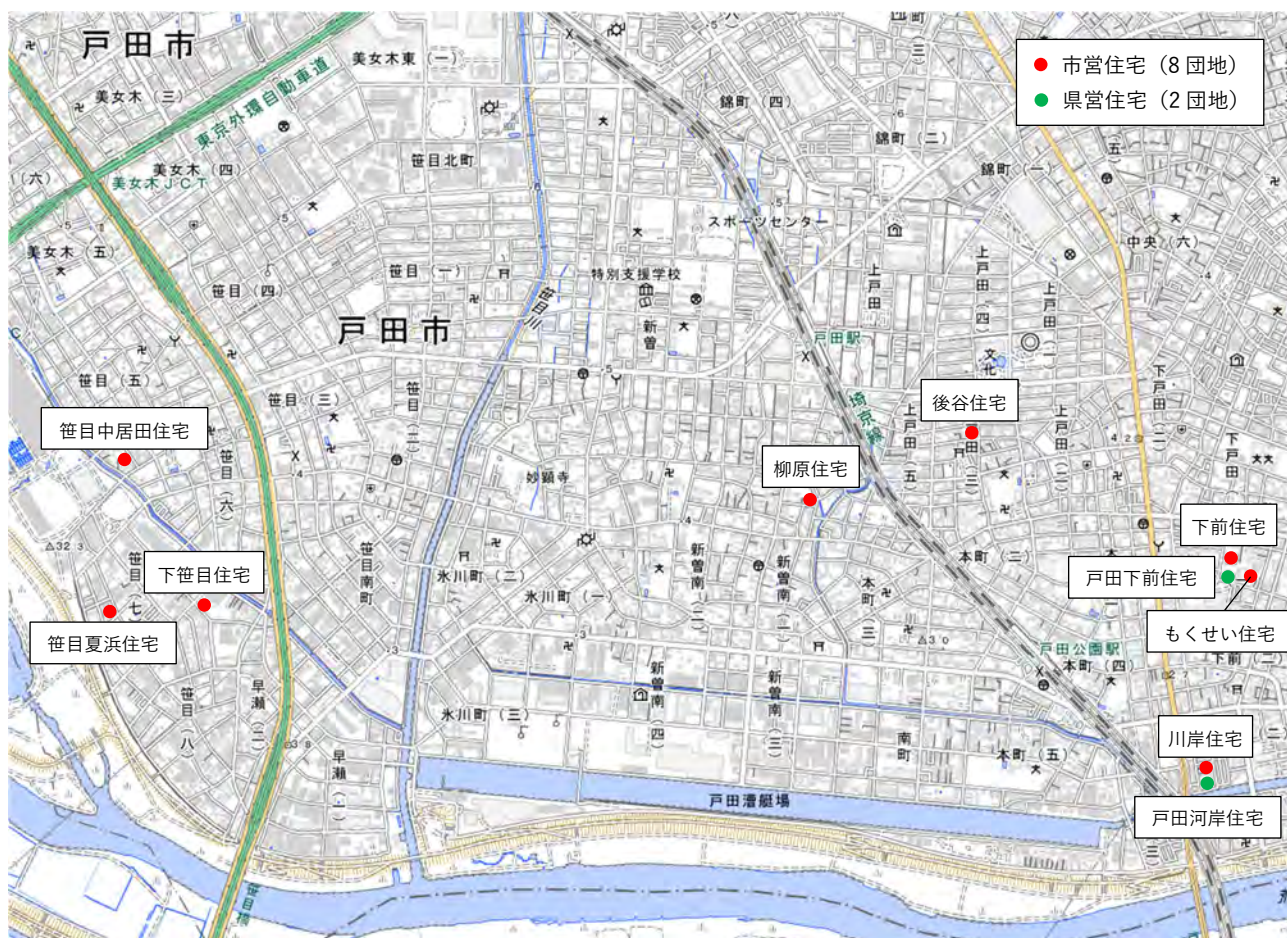 戸田市
美女木東(一)
錦町(四)
● 市営住宅(8団地)
● 県営住宅(2団地)
美女木(三)
東京外環自動車道
錦町(二)
笹目北町
美女木(四)
美女木JCT
錦町(一)
スポーツセンター
中央(六)
美女木(五)
笹目(一)
特別支援学校
上戸田
上戸田(四)
上戸田(一)
笹目(四)
笹目川
新曽
戸田市
戸田駅
文化
下戸田(二)
笹目(五)
笹目(三)
笹目(二)
埼京線
後谷住宅
上戸田(五)
上戸田(二)
下戸田
笹目中居田住宅
笹目(六)
妙顕寺
柳原住宅
下前住宅
笹目南町
氷川町(二)
新曽南(二)
新曽南(一)
本町(二)
戸田下前住宅
下笹目住宅
笹目(七)
氷川町(一)
本町(三)
もくせい住宅
笹目夏浜住宅
戸田公園駅
本町(四)
下前(二)
笹目(八)
早瀬(二)
新曽南(四)
新曽南(三)
氷川町(三)
南町
本町(五)
川岸住宅
早瀬(一)
戸田漕艇場
戸田河岸住宅
笹目橋